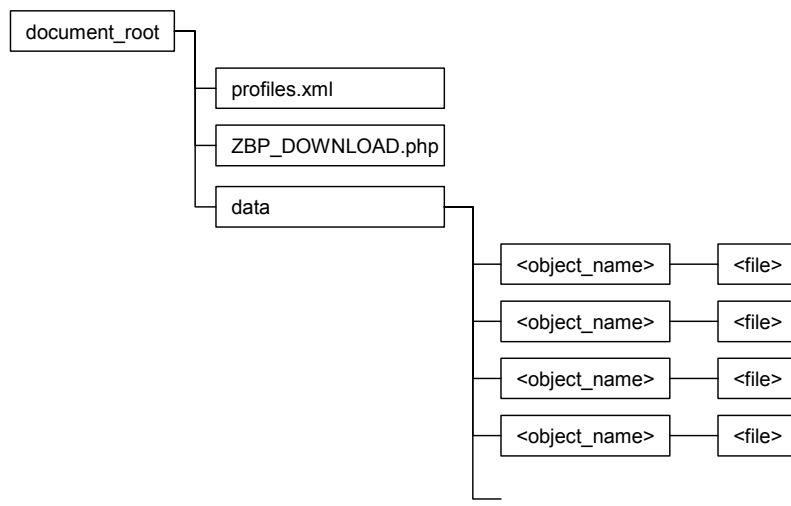 document_root
profiles.xml
ZBP_DOWNLOAD.php
data
<object_name> <file>
<object_name> <file>
<object_name> <file>
<object_name> <file>